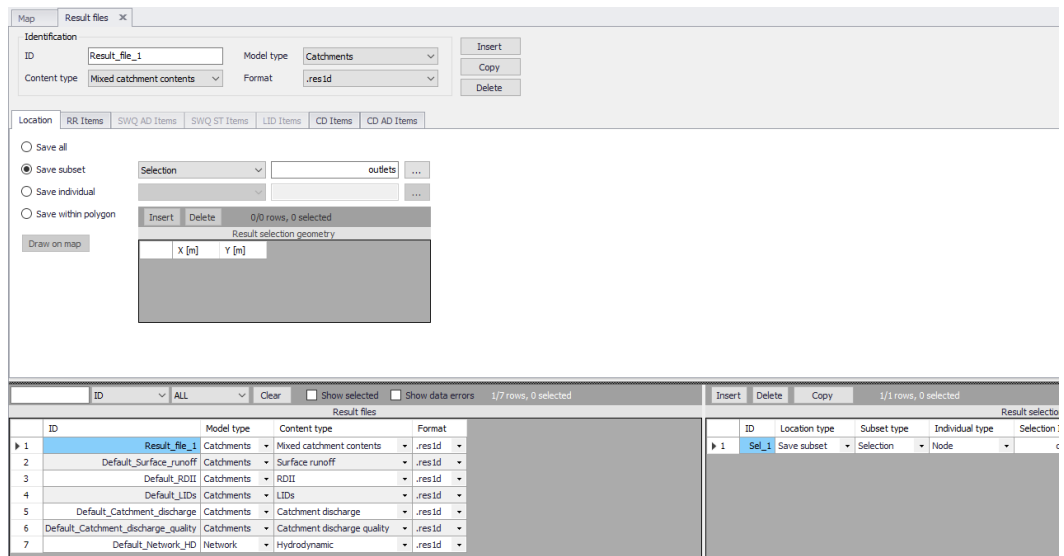 Map Result files X
Identification
ID Result_file_1 Model type Catchments Insert
Content type Mixed catchment contents Format .res1d Copy
Delete
Location RR Items SWQ AD Items SWQ ST Items LID Items CD Items CD AD Items
Save all
Save subset Selection outlets ...
Save individual ...
Save within polygon Insert Delete 0/0 rows, 0 selected
Result selection geometry
Draw on map X [m] Y [m]
ID ALL Clear Show selected Show data errors 1/7 rows, 0 selected Insert Delete Copy 1/1 rows, 0 selected
Result files Result selectio
ID Model type Content type Format ID Location type Subset type Individual type Selection
1 Result_file_1 Catchments Mixed catchment contents .res1d 1 Sel_1 Save subset Selection Node
2 Default_Surface_runoff Catchments Surface runoff .res1d
3 Default_RDII Catchments RDII .res1d
4 Default_LIDs Catchments LIDs .res1d
5 Default_Catchment_discharge Catchments Catchment discharge .res1d
6 Default_Catchment_discharge_quality Catchments Catchment discharge quality .res1d
7 Default_Network_HD Network Hydrodynamic .res1d